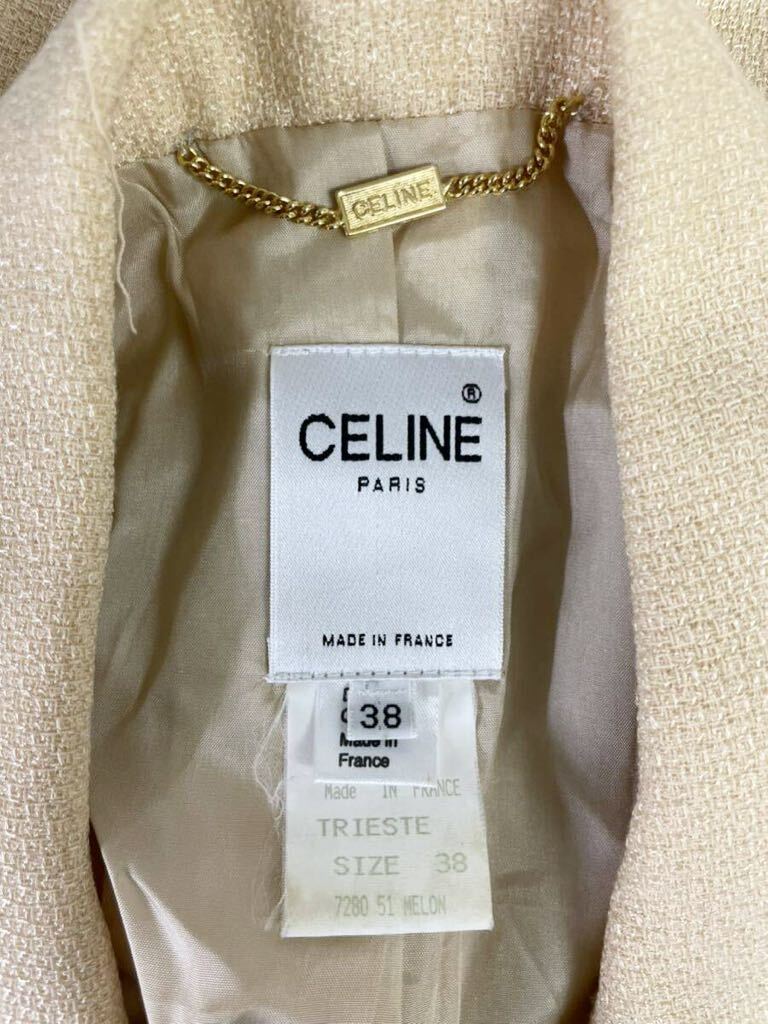 CELINE
®
CELINE
PARIS
MADE IN FRANCE
38
Made in
France
Made IN FRANCE
TRIESTE
SIZE 38
7280 51 MELON